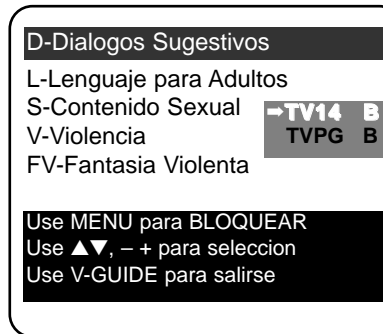 D-Dialogos Sugestivos
L-Lenguaje para Adultos
S-Contenido Sexual
➡TV14 B
V-Violencia
TVPG B
FV-Fantasia Violenta
Use MENU para BLOQUEAR
Use ▲▼, – + para seleccion
Use V-GUIDE para salirse